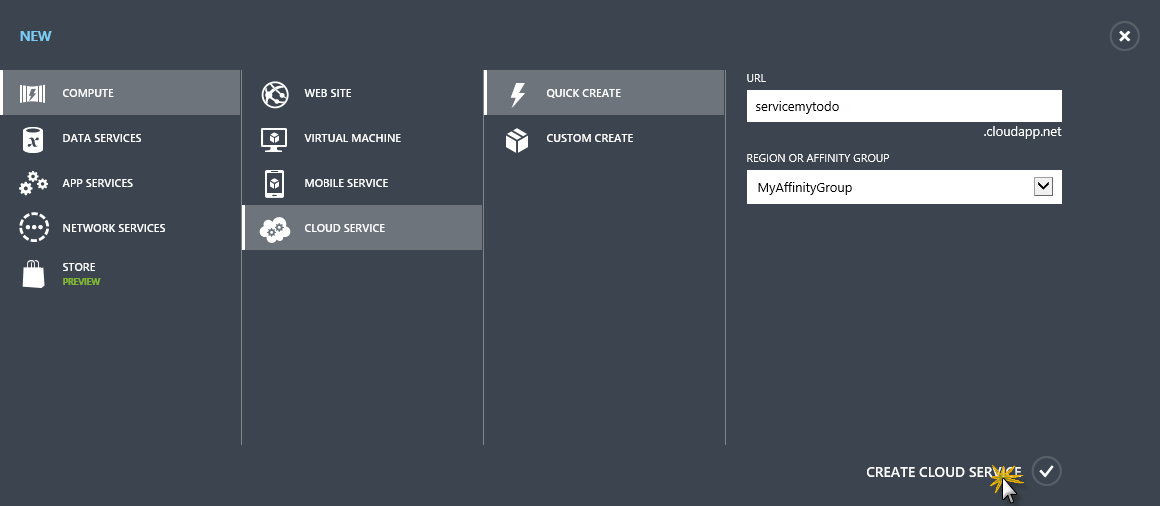 NEW
COMPUTE
DATA SERVICES
APP SERVICES
NETWORK SERVICES
STORE
PREVIEW
WEB SITE
VIRTUAL MACHINE
MOBILE SERVICE
CLOUD SERVICE
QUICK CREATE
CUSTOM CREATE
URL
servicemytodo
.cloudapp.net
REGION OR AFFINITY GROUP
MyAffinityGroup
CREATE CLOUD SERVICE